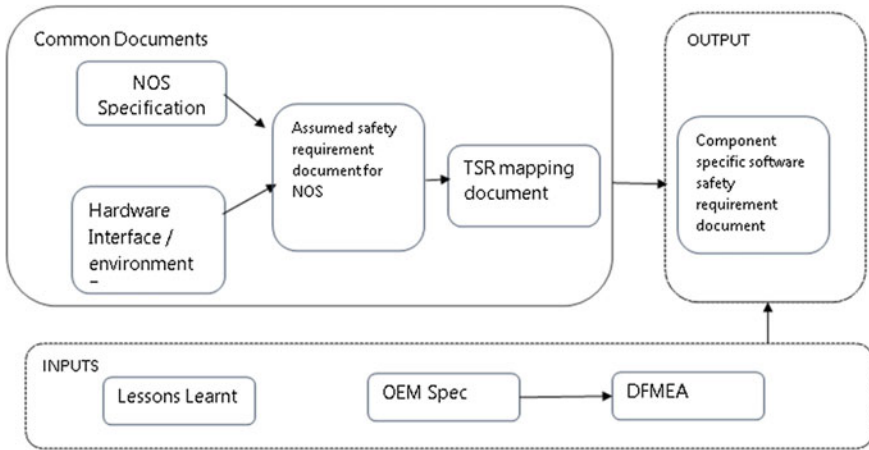 Common Documents
NOS
Specification
Hardware
Interface /
environment
Assumed safety
requirement
document for
NOS
TSR mapping
document
OUTPUT
Component
specific software
safety
requirement
document
INPUTS
Lessons Learnt
OEM Spec
DFMEA